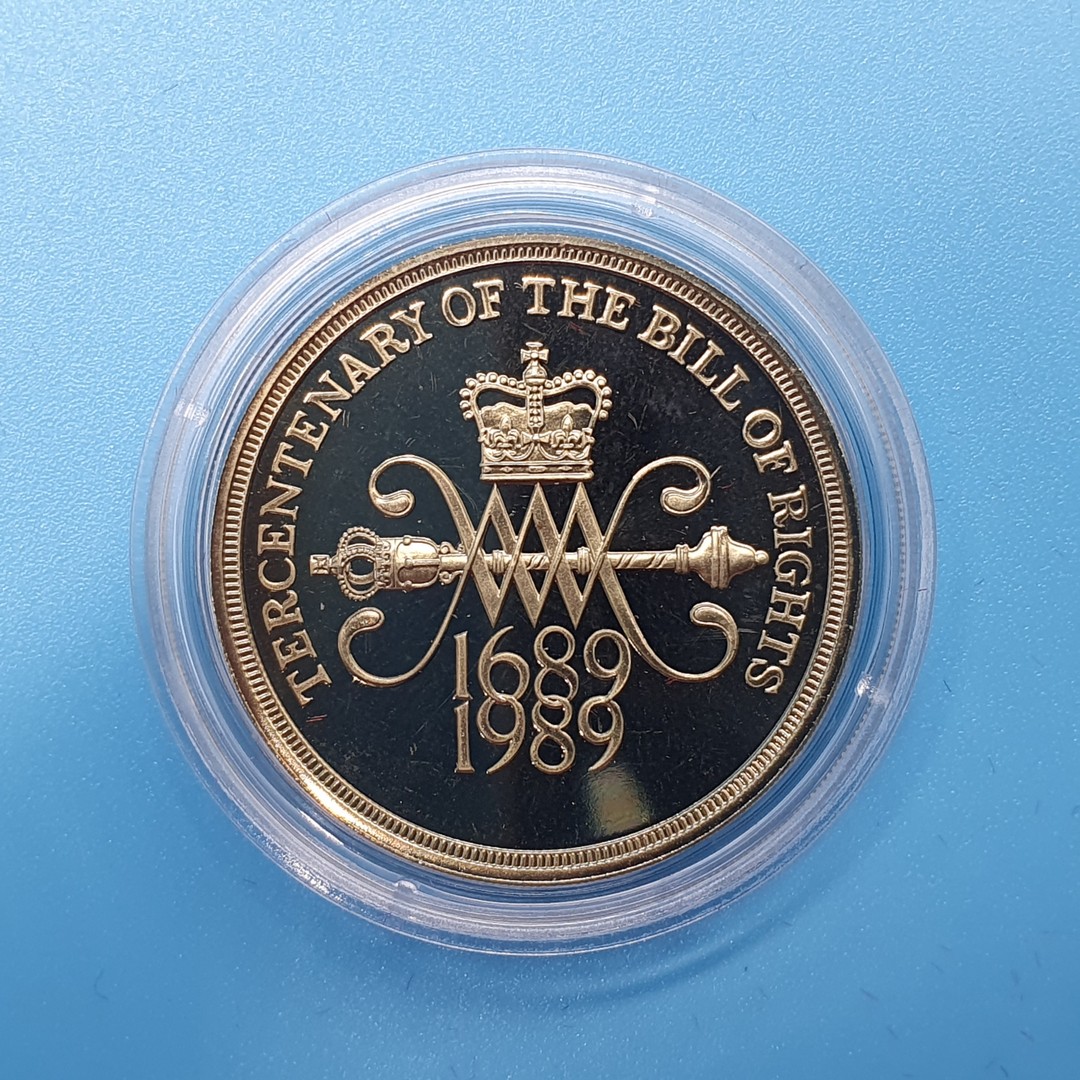 TERCENTENARY OF THE BILL OF RIGHTS
1689
1989